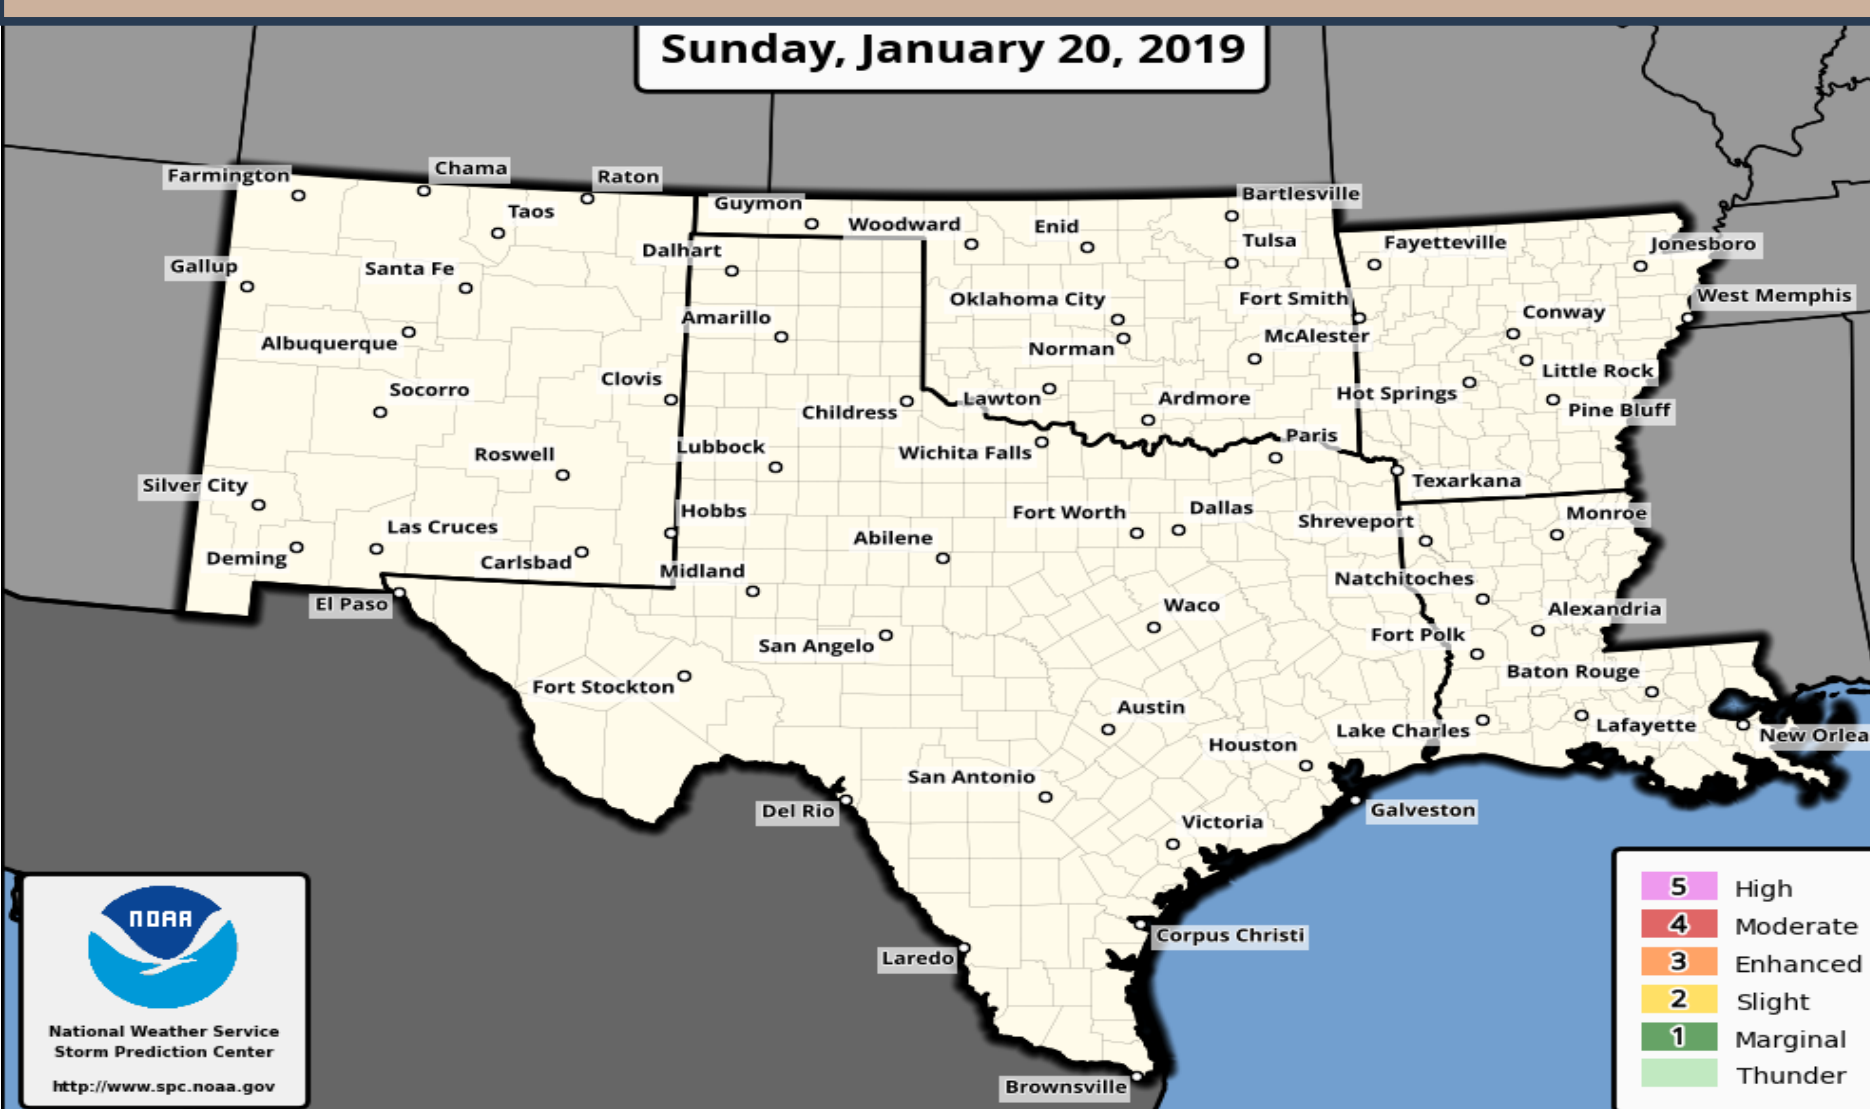 Sunday, January 20, 2019
Farmington
Chama
Raton
Taos
Guymon
Woodward
Enid
Bartlesville
Tulsa
Fayetteville
Jonesboro
Gallup
Santa Fe
Dalhart
Oklahoma City
Fort Smith
West Memphis
Conway
Albuquerque
Amarillo
Norman
McAlester
Little Rock
Socorro
Clovis
Childress
Lawton
Ardmore
Hot Springs
Pine Bluff
Roswell
Lubbock
Wichita Falls
Paris
Texarkana
Silver City
Las Cruces
Hobbs
Fort Worth
Dallas
Shreveport
Monroe
Deming
Carlsbad
Midland
Abilene
Natchitoches
El Paso
Waco
Alexandria
San Angelo
Fort Polk
Fort Stockton
Baton Rouge
Austin
Lake Charles
Lafayette
New Orlea
Houston
San Antonio
Del Rio
Galveston
Victoria
Corpus Christi
Laredo
Brownsville
NOAA
National Weather Service
Storm Prediction Center
http://www.spc.noaa.gov
5 High
4 Moderate
3 Enhanced
2 Slight
1 Marginal
Thunder